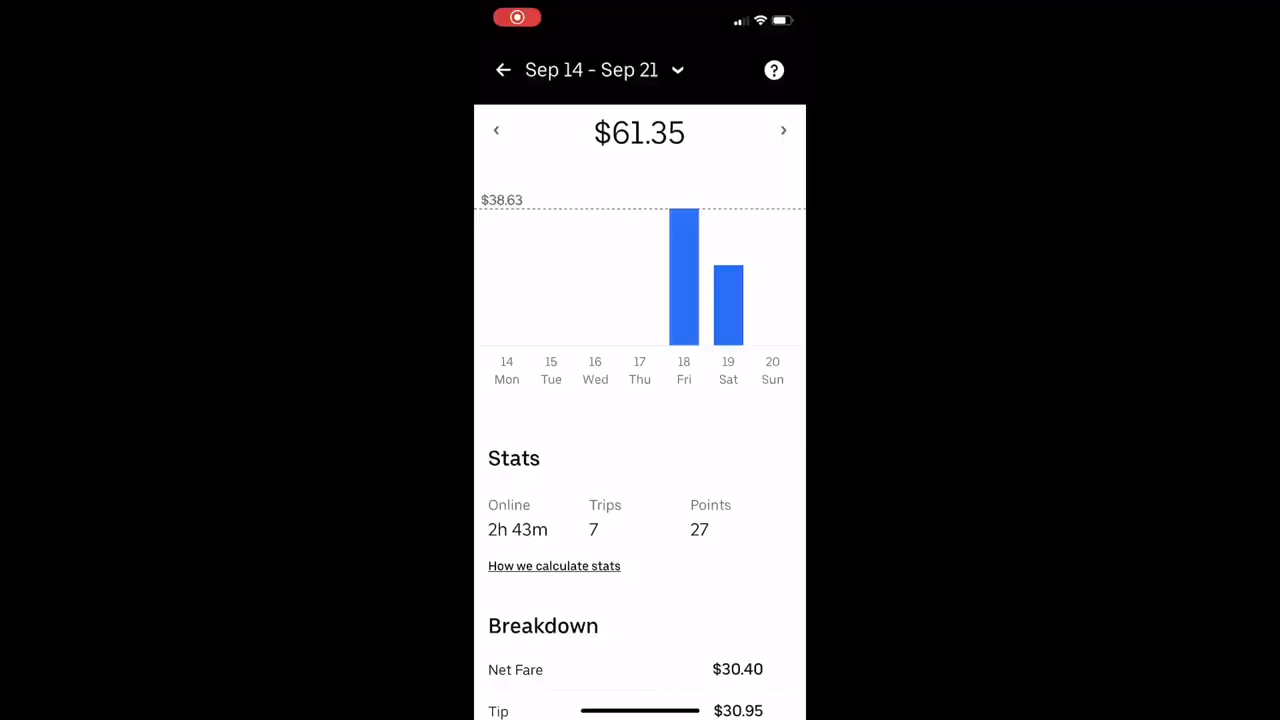 Sep 14 - Sep 21
?
$61.35
$38.63
14 15 16 17 18 19 20
Mon Tue Wed Thu Fri Sat Sun
Stats
Online Trips Points
2h 43m 7 27
How we calculate stats
Breakdown
Net Fare $30.40
Tip $30.95